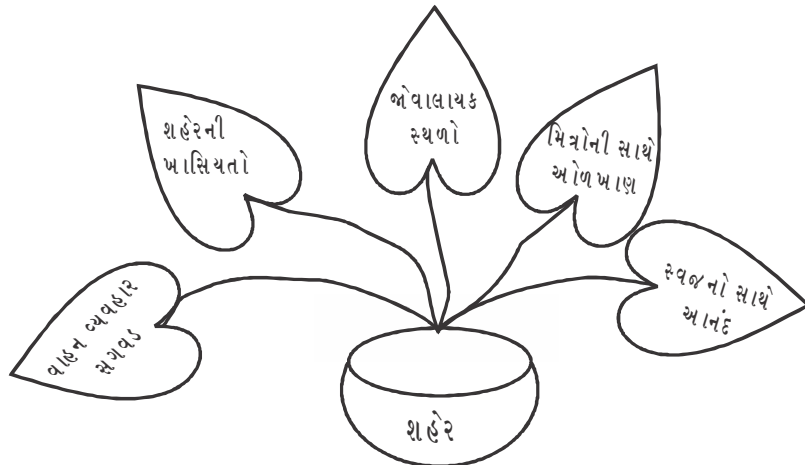 જોવાલાયક
સ્થળો
શહેરની
ખાસિયતો
મિત્રોની સાથે
ઓળખાણ
વાહન વ્યવહાર
સગવડ
સ્વજનો સાથે
આનંદ
શહેર